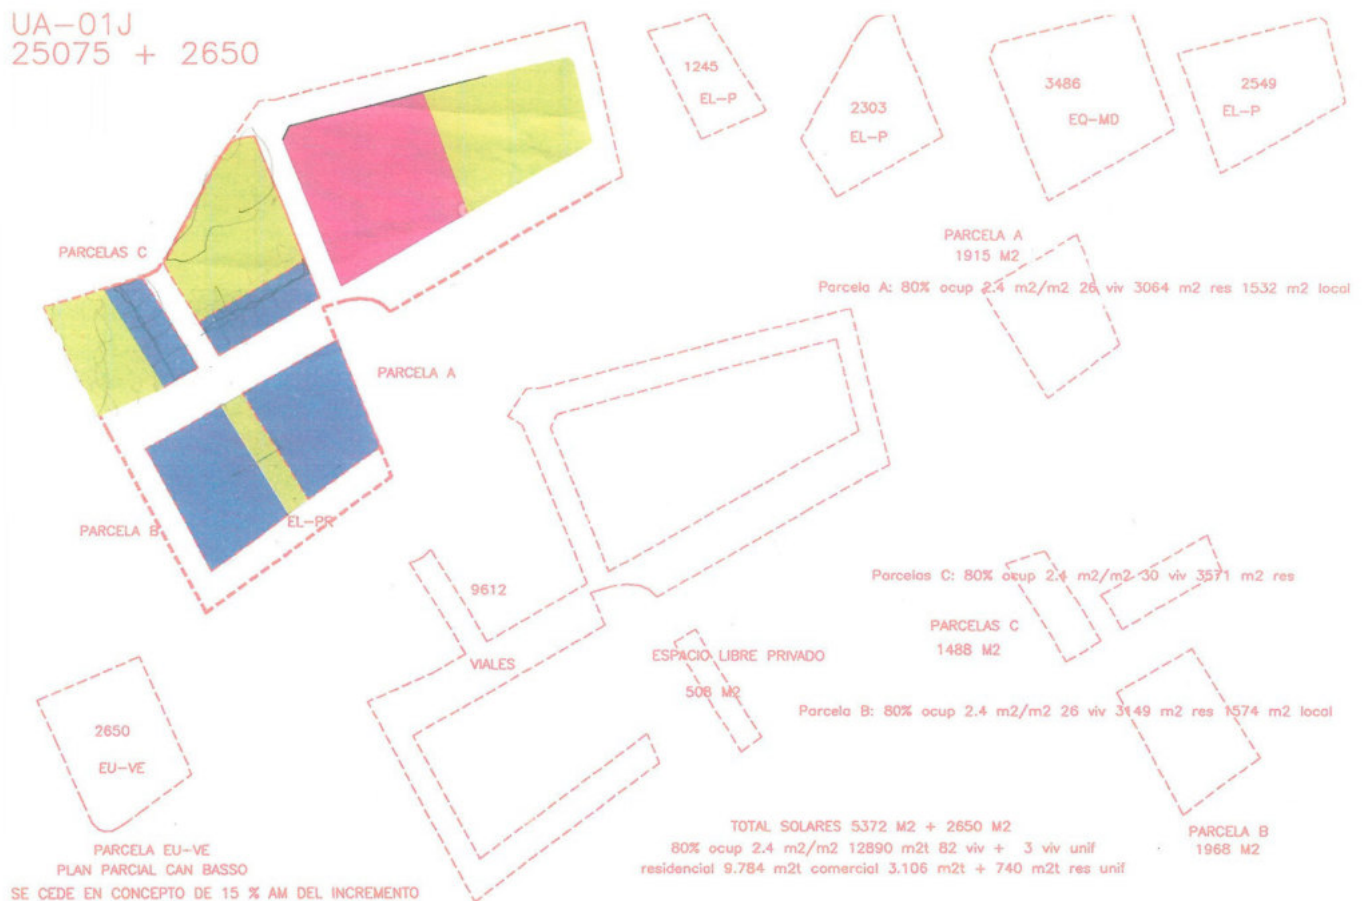 UA-01J
25075 + 2650
1245
EL-P
2303
EL-P
3486
EQ-MD
2549
EL-P
PARCELAS C
PARCELA A
1915 M2
Parcela A: 80% ocup 2.4 m2/m2 26 viv 3064 m2 res 1532 m2 local
PARCELA A
PARCELA B
EL-PR
9612
VIALES
Parcelas C: 80% ocup 2.4 m2/m2 30 viv 3571 m2 res
PARCELAS C
1488 M2
ESPACIO LIBRE PRIVADO
508 M2
Parcela B: 80% ocup 2.4 m2/m2 26 viv 3149 m2 res 1574 m2 local
2650
EU-VE
PARCELA EU-VE
PLAN PARCIAL CAN BASSO
SE CEDE EN CONCEPTO DE 15 % AM DEL INCREMENTO
TOTAL SOLARES 5372 M2 + 2650 M2
80% ocup 2.4 m2/m2 12890 m2t 82 viv + 3 viv unif
residencial 9.784 m2t comercial 3.106 m2t + 740 m2t res unif
PARCELA B
1968 M2